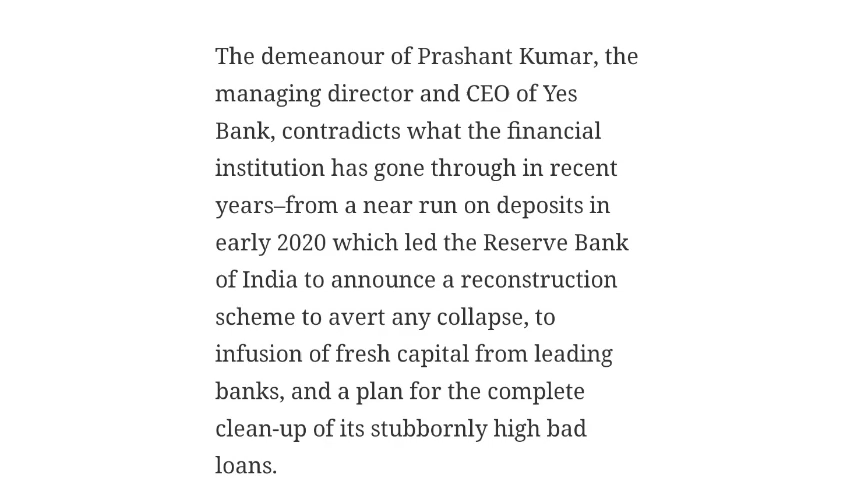 The demeanour of Prashant Kumar, the
managing director and CEO of Yes
Bank, contradicts what the financial
institution has gone through in recent
years–from a near run on deposits in
early 2020 which led the Reserve Bank
of India to announce a reconstruction
scheme to avert any collapse, to
infusion of fresh capital from leading
banks, and a plan for the complete
clean-up of its stubbornly high bad
loans.